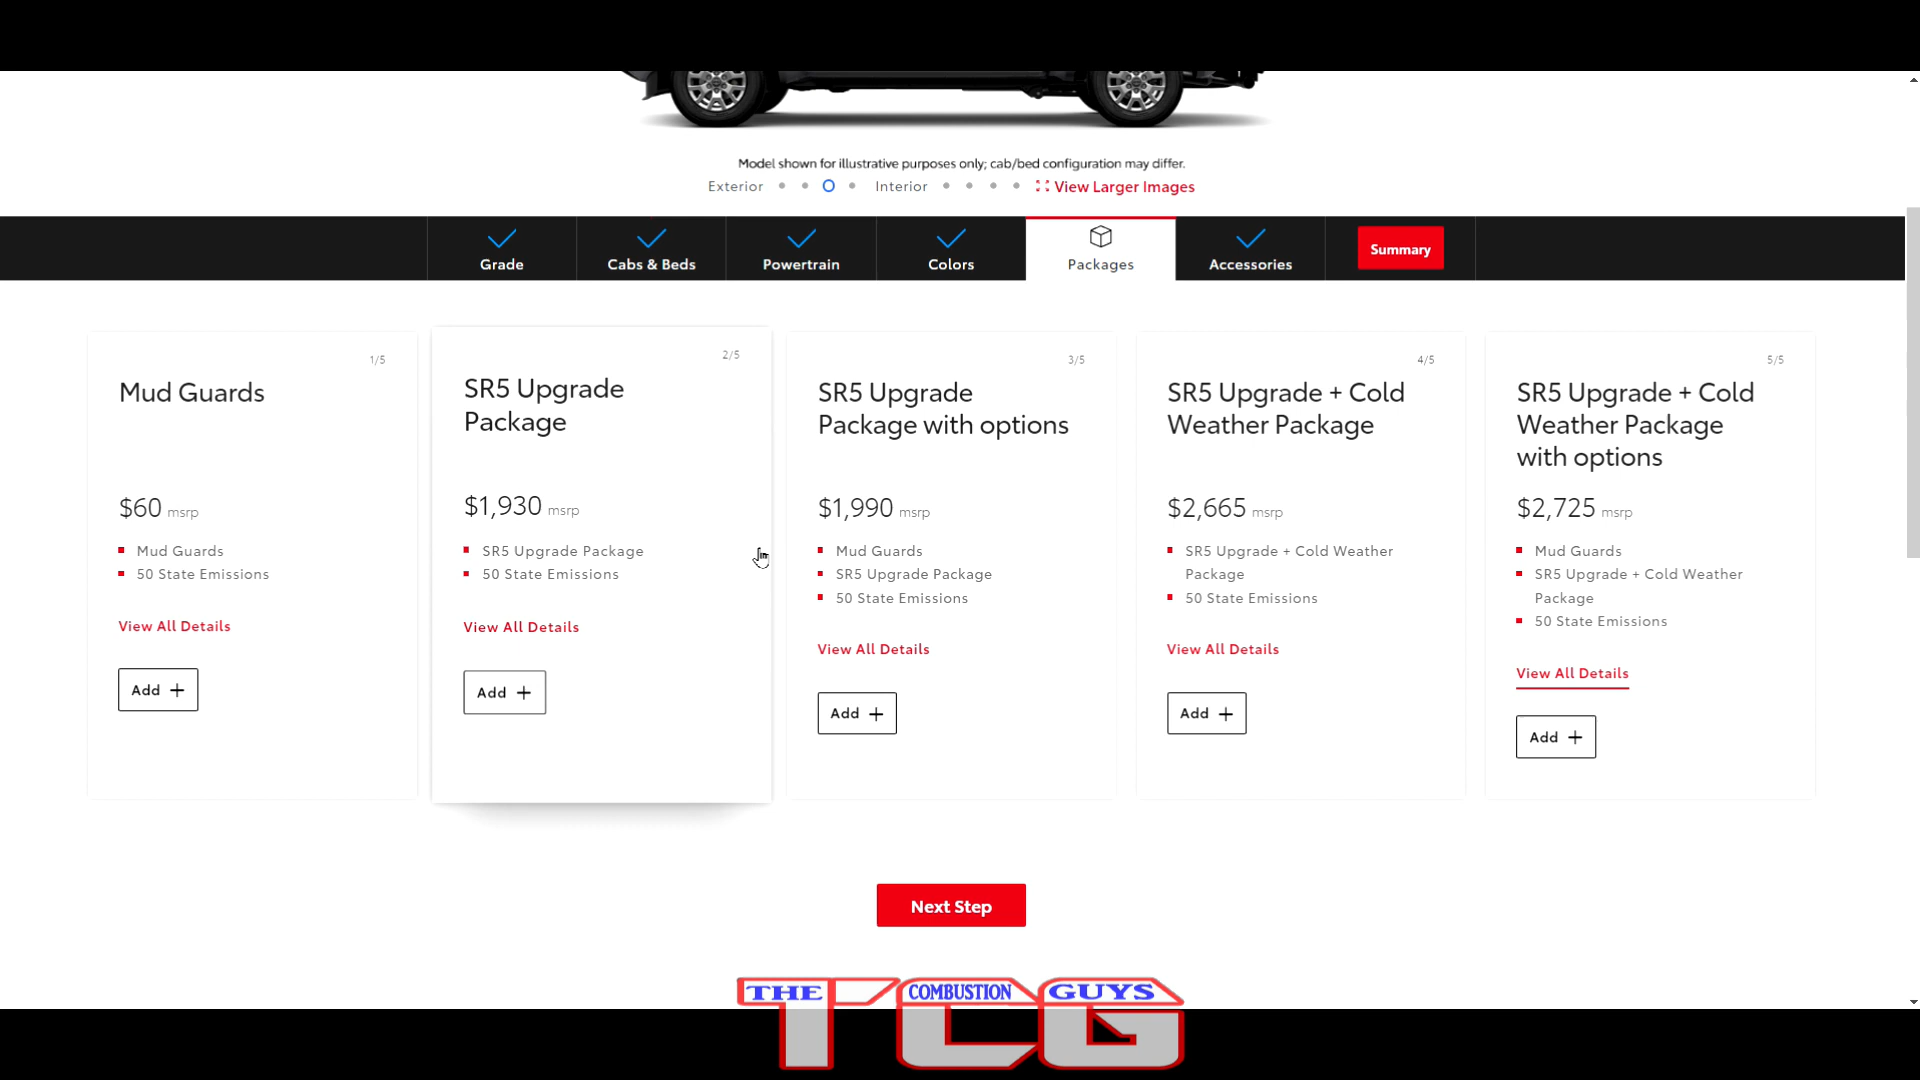 Model shown for illustrative purposes only; cab/bed configuration may differ.
Exterior Interior View Larger Images
Grade
Cabs & Beds
Powertrain
Colors
Packages
Accessories
Summary
1/5
Mud Guards
$60 msrp
Mud Guards
50 State Emissions
View All Details
Add +
2/5
SR5 Upgrade
Package
$1,930 msrp
SR5 Upgrade Package
50 State Emissions
View All Details
Add +
3/5
SR5 Upgrade
Package with options
$1,990 msrp
Mud Guards
SR5 Upgrade Package
50 State Emissions
View All Details
Add +
4/5
SR5 Upgrade + Cold
Weather Package
$2,665 msrp
SR5 Upgrade + Cold Weather
Package
50 State Emissions
View All Details
Add +
5/5
SR5 Upgrade + Cold
Weather Package
with options
$2,725 msrp
Mud Guards
SR5 Upgrade + Cold Weather
Package
50 State Emissions
View All Details
Add +
Next Step
THE COMBUSTION GUYS
TCG